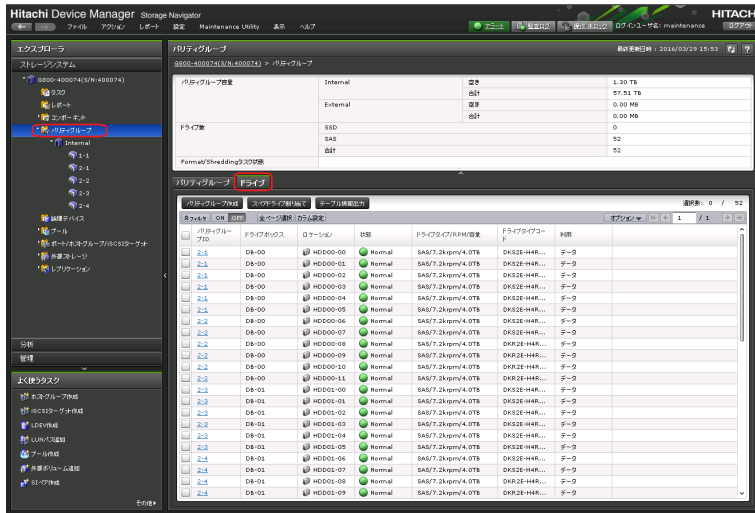 Hitachi Device Manager Storage Navigator
HITACHI
ファイル アクション レポート 設定 Maintenance Utility 表示 ヘルプ
アラート 監査ログ ログインユーザ名: maintenance ログアウト
エクスプローラ
ストレージシステム
G800-400074(S/N:400074)
タスク
レポート
コンポーネント
パリティグループ
Internal
1-1
2-1
2-2
2-3
2-4
論理デバイス
プール
ポート/ホストグループ/iSCSIターゲット
外部ストレージ
レプリケーション
分析
管理
よく使うタスク
ホストグループ作成
iSCSIターゲット作成
LDEV作成
LUNパス追加
プール作成
外部ボリューム追加
SIペア作成
その他
パリティグループ
最終更新日時 : 2016/03/29 15:53
G800-400074(S/N:400074) > パリティグループ
パリティグループ容量 Internal 空き 1.30 TB
合計 57.51 TB
External 空き 0.00 MB
合計 0.00 MB
ドライブ数 SSD 0
SAS 52
合計 52
Format/Shreddingタスク状態
パリティグループ ドライブ
パリティグループ作成 スペアドライブ割り当て テーブル情報出力 選択数: 0 / 52
フィルタ ON OFF 全ページ選択 カラム設定 オプション 1 / 1
パリティグループID ドライブボックス ロケーション 状態 ドライブタイプ/RPM/容量 ドライブタイプコード 利用
2-1 DB-00 HDD00-00 Normal SAS/7.2krpm/4.0TB DKS2E-H4R... データ
2-1 DB-00 HDD00-01 Normal SAS/7.2krpm/4.0TB DKS2E-H4R... データ
2-1 DB-00 HDD00-02 Normal SAS/7.2krpm/4.0TB DKS2E-H4R... データ
2-1 DB-00 HDD00-03 Normal SAS/7.2krpm/4.0TB DKS2E-H4R... データ
2-1 DB-00 HDD00-04 Normal SAS/7.2krpm/4.0TB DKS2E-H4R... データ
2-1 DB-00 HDD00-05 Normal SAS/7.2krpm/4.0TB DKS2E-H4R... データ
2-2 DB-00 HDD00-06 Normal SAS/7.2krpm/4.0TB DKS2E-H4R... データ
2-2 DB-00 HDD00-07 Normal SAS/7.2krpm/4.0TB DKS2E-H4R... データ
2-2 DB-00 HDD00-08 Normal SAS/7.2krpm/4.0TB DKR2E-H4R... データ
2-2 DB-00 HDD00-09 Normal SAS/7.2krpm/4.0TB DKR2E-H4R... データ
2-2 DB-00 HDD00-10 Normal SAS/7.2krpm/4.0TB DKR2E-H4R... データ
2-2 DB-00 HDD00-11 Normal SAS/7.2krpm/4.0TB DKR2E-H4R... データ
2-3 DB-01 HDD01-00 Normal SAS/7.2krpm/4.0TB DKS2E-H4R... データ
2-3 DB-01 HDD01-01 Normal SAS/7.2krpm/4.0TB DKS2E-H4R... データ
2-3 DB-01 HDD01-02 Normal SAS/7.2krpm/4.0TB DKS2E-H4R... データ
2-3 DB-01 HDD01-03 Normal SAS/7.2krpm/4.0TB DKS2E-H4R... データ
2-3 DB-01 HDD01-04 Normal SAS/7.2krpm/4.0TB DKS2E-H4R... データ
2-3 DB-01 HDD01-05 Normal SAS/7.2krpm/4.0TB DKS2E-H4R... データ
2-4 DB-01 HDD01-06 Normal SAS/7.2krpm/4.0TB DKS2E-H4R... データ
2-4 DB-01 HDD01-07 Normal SAS/7.2krpm/4.0TB DKS2E-H4R... データ
2-4 DB-01 HDD01-08 Normal SAS/7.2krpm/4.0TB DKR2E-H4R... データ
2-4 DB-01 HDD01-09 Normal SAS/7.2krpm/4.0TB DKR2E-H4R... データ